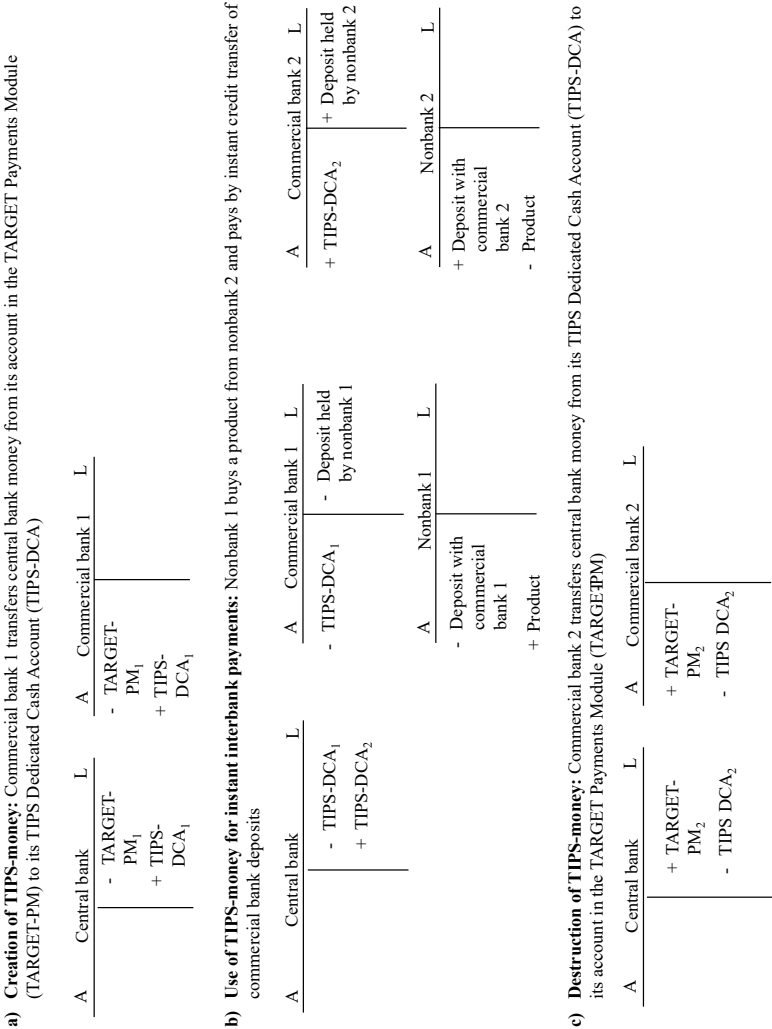 a) Creation of TIPS-money: Commercial bank 1 transfers central bank money from its account in the TARGET Payments Module
(TARGET-PM) to its TIPS Dedicated Cash Account (TIPS-DCA)
A Central bank L
- TARGET-
PM₁
+ TIPS-
DCA₁
A Commercial bank 1 L
- TARGET-
PM₁
+ TIPS-
DCA₁
b) Use of TIPS-money for instant interbank payments: Nonbank 1 buys a product from nonbank 2 and pays by instant credit transfer of
commercial bank deposits
A Central bank L
- TIPS-DCA₁
+ TIPS-DCA₂
A Commercial bank 1 L
- TIPS-DCA₁
- Deposit held
by nonbank 1
A Commercial bank 2 L
+ TIPS-DCA₂
+ Deposit held
by nonbank 2
A Nonbank 1 L
- Deposit with
commercial
bank 1
+ Product
A Nonbank 2 L
+ Deposit with
commercial
bank 2
- Product
c) Destruction of TIPS-money: Commercial bank 2 transfers central bank money from its TIPS Dedicated Cash Account (TIPS-DCA) to
its account in the TARGET Payments Module (TARGET-PM)
A Central bank L
+ TARGET-
PM₂
- TIPS DCA₂
A Commercial bank 2 L
+ TARGET-
PM₂
- TIPS DCA₂